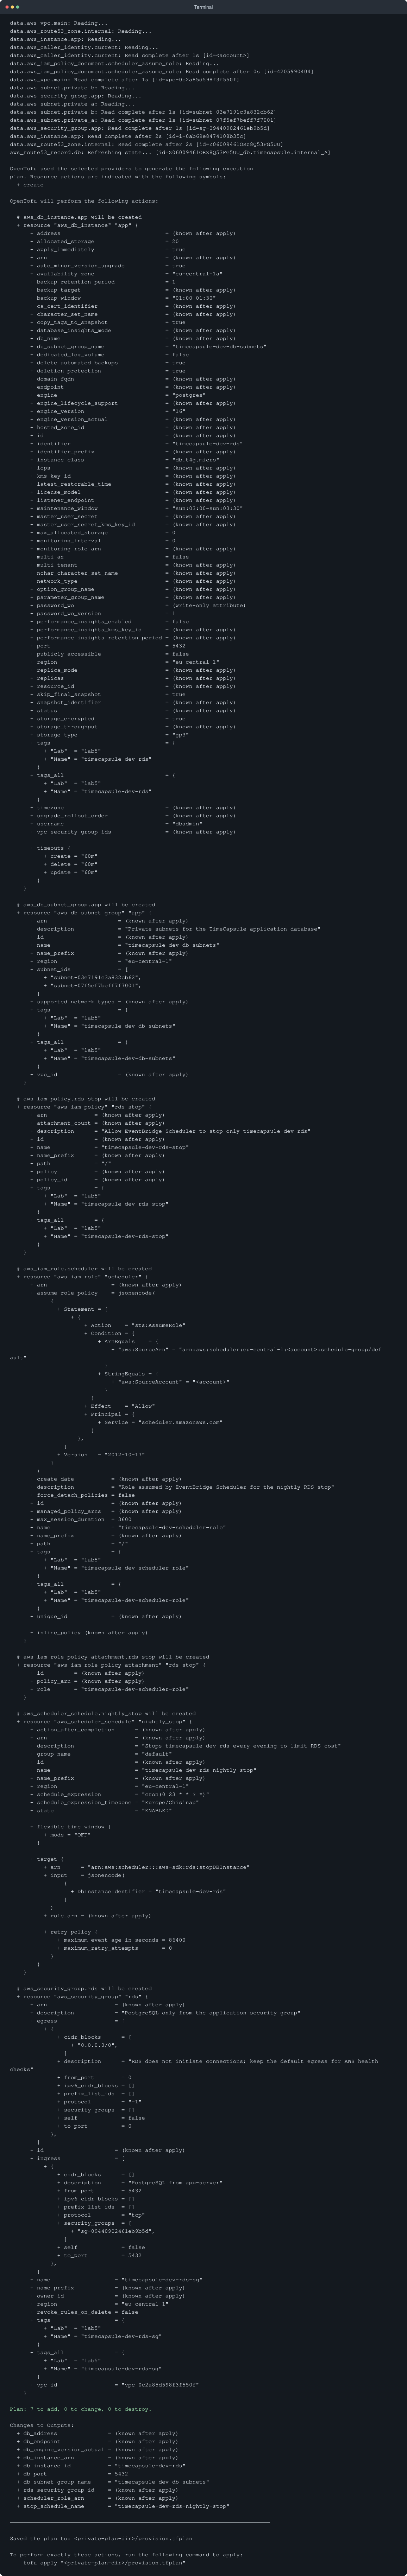 Terminal
data.aws_vpc.main: Reading...
data.aws_route53_zone.internal: Reading...
data.aws_instance.app: Reading...
data.aws_caller_identity.current: Reading...
data.aws_caller_identity.current: Read complete after 1s [id=<account>]
data.aws_iam_policy_document.scheduler_assume_role: Reading...
data.aws_iam_policy_document.scheduler_assume_role: Read complete after 0s [id=6205990404]
data.aws_vpc.main: Read complete after 1s [id=vpc-0c2a85d598f3f550f]
data.aws_subnet.private_b: Reading...
data.aws_security_group.app: Reading...
data.aws_subnet.private_a: Reading...
data.aws_subnet.private_b: Read complete after 0s [id=subnet-03e719ic3a832cb62]
data.aws_subnet.private_a: Read complete after 0s [id=subnet-07f5ef7beff7f7001]
data.aws_security_group.app: Read complete after 1s [id=sg-09440902461eb9b5d]
data.aws_instance.app: Read complete after 2s
data.aws_route53_zone.internal: Read complete after 2s
aws_route53_record.db: Refreshing state...
OpenTofu used the selected providers to generate the following execution
plan. Resource actions are indicated with the following symbols:
+ create
OpenTofu will perform the following actions:
# aws_db_instance.app will be created
+ resource "aws_db_instance" "app" {
+ address = (known after apply)
+ allocated_storage = 20
+ apply_immediately = true
+ arn = (known after apply)
+ auto_minor_version_upgrade = true
+ availability_zone = "eu-central-1a"
+ backup_retention_period = 1
+ backup_target = (known after apply)
+ backup_window = "01:00-01:30"
+ ca_cert_identifier = (known after apply)
+ character_set_name = (known after apply)
+ copy_tags_to_snapshot = true
+ database_insights_mode = (known after apply)
+ db_name = (known after apply)
+ db_subnet_group_name = "timecapsule-dev-db-subnets"
+ dedicated_log_volume = false
+ delete_automated_backups = true
+ deletion_protection = true
+ domain_fqdn = (known after apply)
+ endpoint = (known after apply)
+ engine = "postgres"
+ engine_lifecycle_support = (known after apply)
+ engine_version = "16"
+ engine_version_actual = (known after apply)
+ hosted_zone_id = (known after apply)
+ id = (known after apply)
+ identifier = "timecapsule-dev-rds"
+ identifier_prefix = (known after apply)
+ instance_class = "db.t4g.micro"
+ iops = (known after apply)
+ kms_key_id = (known after apply)
+ latest_restorable_time = (known after apply)
+ license_model = (known after apply)
+ listener_endpoint = (known after apply)
+ maintenance_window = "sun:03:00-sun:03:30"
+ master_user_secret = (known after apply)
+ master_user_secret_kms_key_id = (known after apply)
+ max_allocated_storage = 0
+ monitoring_interval = 0
+ monitoring_role_arn = (known after apply)
+ multi_az = false
+ multi_tenant = (known after apply)
+ nchar_character_set_name = (known after apply)
+ network_type = (known after apply)
+ option_group_name = (known after apply)
+ parameter_group_name = (known after apply)
+ password_wo = (write-only attribute)
+ password_wo_version = 1
+ performance_insights_enabled = false
+ performance_insights_kms_key_id = (known after apply)
+ performance_insights_retention_period = (known after apply)
+ port = 5432
+ publicly_accessible = false
+ region = "eu-central-1"
+ replica_mode = (known after apply)
+ replicas = (known after apply)
+ resource_id = (known after apply)
+ skip_final_snapshot = true
+ snapshot_identifier = (known after apply)
+ status = (known after apply)
+ storage_encrypted = true
+ storage_throughput = (known after apply)
+ storage_type = "gp3"
+ tags = {
+ "Lab" = "lab5"
+ "Name" = "timecapsule-dev-rds"
}
+ tags_all = {
+ "Lab" = "lab5"
+ "Name" = "timecapsule-dev-rds"
}
+ timezone = (known after apply)
+ upgrade_rollout_order = (known after apply)
+ username = "dbadmin"
+ vpc_security_group_ids = (known after apply)
+ timeouts {
+ create = "60m"
+ delete = "60m"
+ update = "60m"
}
}
# aws_db_subnet_group.app will be created
+ resource "aws_db_subnet_group" "app" {
+ arn = (known after apply)
+ description = "Private subnets for the TimeCapsule application database"
+ id = (known after apply)
+ name = "timecapsule-dev-db-subnets"
+ name_prefix = (known after apply)
+ region = "eu-central-1"
+ subnet_ids = [
+ "subnet-03e719ic3a832cb62",
+ "subnet-07f5ef7beff7f7001",
]
+ supported_network_types = (known after apply)
+ tags = {
+ "Lab" = "lab5"
+ "Name" = "timecapsule-dev-db-subnets"
}
+ tags_all = {
+ "Lab" = "lab5"
+ "Name" = "timecapsule-dev-db-subnets"
}
+ vpc_id = (known after apply)
}
# aws_iam_policy.rds_stop will be created
+ resource "aws_iam_policy" "rds_stop" {
+ arn = (known after apply)
+ attachment_count = (known after apply)
+ description = "Allow EventBridge Scheduler to stop only timecapsule-dev-rds"
+ id = (known after apply)
+ name = "timecapsule-dev-rds-stop"
+ name_prefix = (known after apply)
+ path = "/"
+ policy = (known after apply)
+ policy_id = (known after apply)
+ tags = {
+ "Lab" = "lab5"
+ "Name" = "timecapsule-dev-rds-stop"
}
+ tags_all = {
+ "Lab" = "lab5"
+ "Name" = "timecapsule-dev-rds-stop"
}
}
# aws_iam_role.scheduler will be created
+ resource "aws_iam_role" "scheduler" {
+ arn = (known after apply)
+ assume_role_policy = jsonencode(
{
+ Statement = [
+ {
+ Action = "sts:AssumeRole"
+ Condition = {
+ ArnEquals = {
+ "aws:SourceArn" = "arn:aws:scheduler:eu-central-1:<account>:schedule-group/def
ault"
}
+ StringEquals = {
+ "aws:SourceAccount" = "<account>"
}
}
+ Effect = "Allow"
+ Principal = {
+ Service = "scheduler.amazonaws.com"
}
},
]
+ Version = "2012-10-17"
}
)
+ create_date = (known after apply)
+ description = "Role assumed by EventBridge Scheduler for the nightly RDS stop"
+ force_detach_policies = false
+ id = (known after apply)
+ managed_policy_arns = (known after apply)
+ max_session_duration = 3600
+ name = "timecapsule-dev-scheduler-role"
+ name_prefix = (known after apply)
+ path = "/"
+ tags = {
+ "Lab" = "lab5"
+ "Name" = "timecapsule-dev-scheduler-role"
}
+ tags_all = {
+ "Lab" = "lab5"
+ "Name" = "timecapsule-dev-scheduler-role"
}
+ unique_id = (known after apply)
+ inline_policy (known after apply)
}
# aws_iam_role_policy_attachment.rds_stop will be created
+ resource "aws_iam_role_policy_attachment" "rds_stop" {
+ id = (known after apply)
+ policy_arn = (known after apply)
+ role = "timecapsule-dev-scheduler-role"
}
# aws_scheduler_schedule.nightly_stop will be created
+ resource "aws_scheduler_schedule" "nightly_stop" {
+ action_after_completion = (known after apply)
+ arn = (known after apply)
+ description = "Stops timecapsule-dev-rds every evening to limit RDS cost"
+ group_name = "default"
+ id = (known after apply)
+ name = "timecapsule-dev-rds-nightly-stop"
+ name_prefix = (known after apply)
+ region = "eu-central-1"
+ schedule_expression = "cron(0 23 * * ? *)"
+ schedule_expression_timezone = "Europe/Chisinau"
+ state = "ENABLED"
+ flexible_time_window {
+ mode = "OFF"
}
+ target {
+ arn = "arn:aws:scheduler:::aws-sdk:rds:stopDBInstance"
+ input = jsonencode(
{
+ DbInstanceIdentifier = "timecapsule-dev-rds"
}
)
+ role_arn = (known after apply)
+ retry_policy {
+ maximum_event_age_in_seconds = 86400
+ maximum_retry_attempts = 0
}
}
}
# aws_security_group.rds will be created
+ resource "aws_security_group" "rds" {
+ arn = (known after apply)
+ description = "PostgreSQL only from the application security group"
+ egress = [
+ {
+ cidr_blocks = [
+ "0.0.0.0/0",
]
+ description = "RDS does not initiate connections; keep the default egress for AWS health
checks"
+ from_port = 0
+ ipv6_cidr_blocks = []
+ prefix_list_ids = []
+ protocol = "-1"
+ security_groups = []
+ self = false
+ to_port = 0
},
]
+ id = (known after apply)
+ ingress = [
+ {
+ cidr_blocks = []
+ description = "PostgreSQL from app-server"
+ from_port = 5432
+ ipv6_cidr_blocks = []
+ prefix_list_ids = []
+ protocol = "tcp"
+ security_groups = [
+ "sg-09440902461eb9b5d",
]
+ self = false
+ to_port = 5432
},
]
+ name = "timecapsule-dev-rds-sg"
+ name_prefix = (known after apply)
+ owner_id = (known after apply)
+ region = "eu-central-1"
+ revoke_rules_on_delete = false
+ tags = {
+ "Lab" = "lab5"
+ "Name" = "timecapsule-dev-rds-sg"
}
+ tags_all = {
+ "Lab" = "lab5"
+ "Name" = "timecapsule-dev-rds-sg"
}
+ vpc_id = "vpc-0c2a85d598f3f550f"
}
Plan: 7 to add, 0 to change, 0 to destroy.
Changes to Outputs:
+ db_address = (known after apply)
+ db_endpoint = (known after apply)
+ db_engine_version_actual = (known after apply)
+ db_instance_arn = (known after apply)
+ db_instance_id = "timecapsule-dev-rds"
+ db_port = 5432
+ db_subnet_group_name = "timecapsule-dev-db-subnets"
+ rds_security_group_id = (known after apply)
+ scheduler_role_arn = (known after apply)
+ stop_schedule_name = "timecapsule-dev-rds-nightly-stop"
Saved the plan to: <private-plan-dir>/provision.tfplan
To perform exactly these actions, run the following command to apply:
tofu apply "<private-plan-dir>/provision.tfplan"